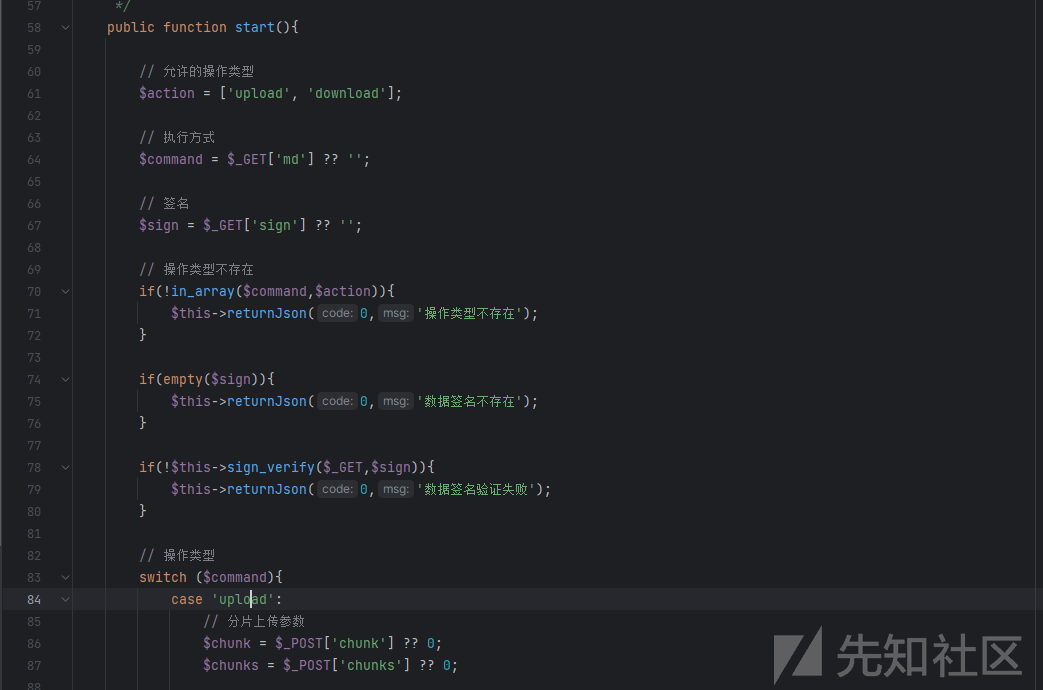 57 */
58 public function start(){
59
60 // 允许的操作类型
61 $action = ['upload', 'download'];
62
63 // 执行方式
64 $command = $_GET['md'] ?? '';
65
66 // 签名
67 $sign = $_GET['sign'] ?? '';
68
69 // 操作类型不存在
70 if(!in_array($command,$action)){
71 $this->returnJson( code: 0, msg: '操作类型不存在');
72 }
73
74 if(empty($sign)){
75 $this->returnJson( code: 0, msg: '数据签名不存在');
76 }
77
78 if(!$this->sign_verify($_GET,$sign)){
79 $this->returnJson( code: 0, msg: '数据签名验证失败');
80 }
81
82 // 操作类型
83 switch ($command){
84 case 'upload':
85 // 分片上传参数
86 $chunk = $_POST['chunk'] ?? 0;
87 $chunks = $_POST['chunks'] ?? 0;
88
先知社区